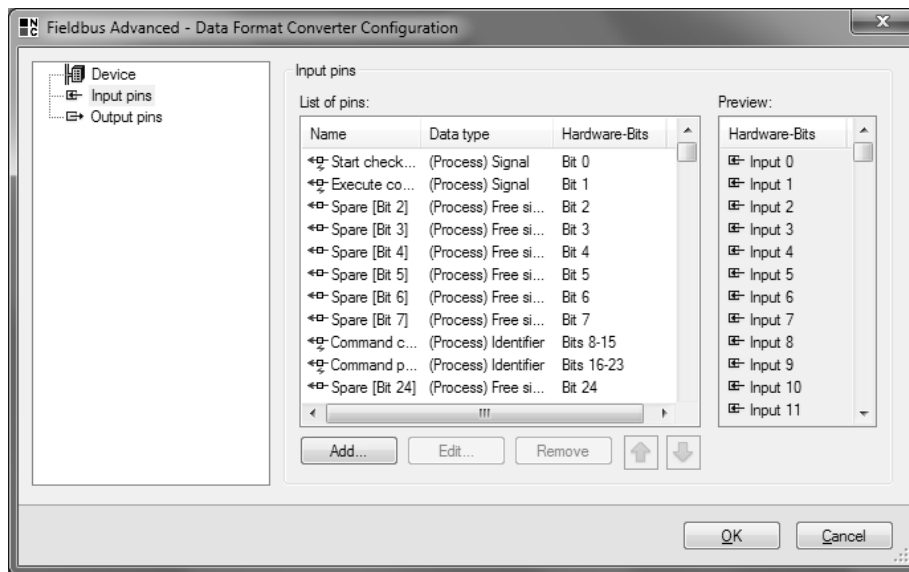 Fieldbus Advanced - Data Format Converter Configuration
Device
Input pins
Output pins
Input pins
List of pins:
Name Data type Hardware-Bits
Start check... (Process) Signal Bit 0
Execute co... (Process) Signal Bit 1
Spare [Bit 2] (Process) Free si... Bit 2
Spare [Bit 3] (Process) Free si... Bit 3
Spare [Bit 4] (Process) Free si... Bit 4
Spare [Bit 5] (Process) Free si... Bit 5
Spare [Bit 6] (Process) Free si... Bit 6
Spare [Bit 7] (Process) Free si... Bit 7
Command c... (Process) Identifier Bits 8-15
Command p... (Process) Identifier Bits 16-23
Spare [Bit 24] (Process) Free si... Bit 24
Add... Edit... Remove
Preview:
Hardware-Bits
Input 0
Input 1
Input 2
Input 3
Input 4
Input 5
Input 6
Input 7
Input 8
Input 9
Input 10
Input 11
OK Cancel